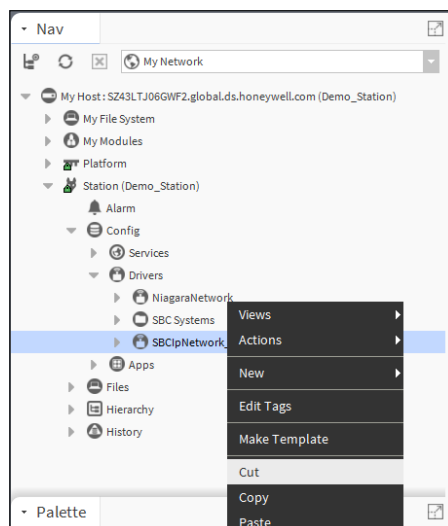 Nav
My Network
My Host : SZ43LTJ06GWF2.global.ds.honeywell.com (Demo_Station)
My File System
My Modules
Platform
Station (Demo_Station)
Alarm
Config
Services
Drivers
NiagaraNetwork
SBC Systems
SBCIpNetwork_
Apps
Files
Hierarchy
History
Views
Actions
New
Edit Tags
Make Template
Cut
Copy
Paste
Palette